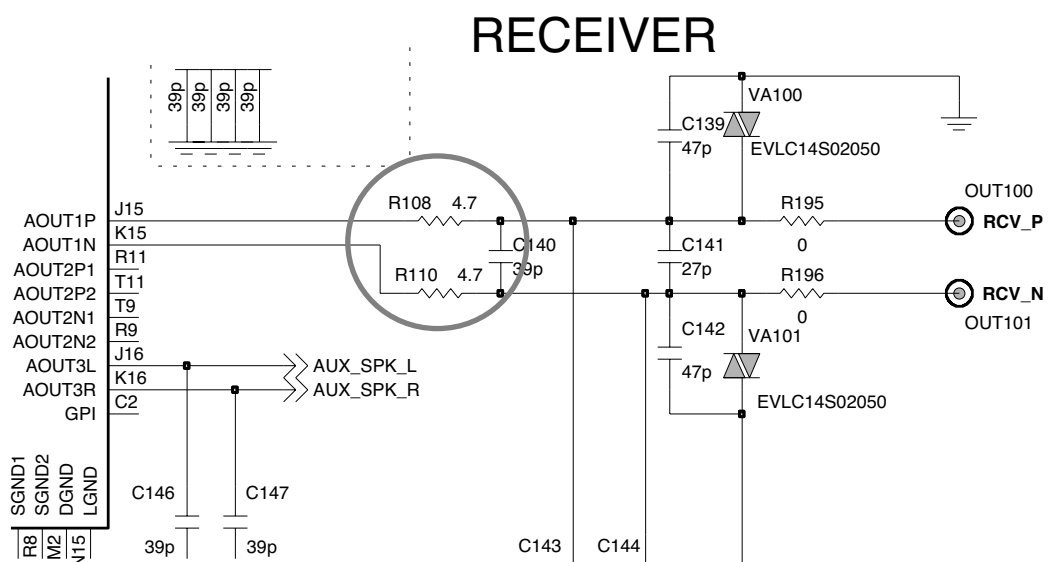 RECEIVER
39p 39p 39p 39p
VA100
C139
47p
EVLC14S02050
OUT100
AOUT1P J15
R108 4.7
R195
RCV_P
AOUT1N K15
C140
C141
0
AOUT2P1 R11
39p
27p
R110 4.7
R196
AOUT2P2 T11
RCV_N
AOUT2N1 T9
0
OUT101
AOUT2N2 R9
C142
VA101
AOUT3L J16
AUX_SPK_L
47p
AOUT3R K16
AUX_SPK_R
EVLC14S02050
GPI C2
SGND1
SGND2
DGND
LGND
C146
C147
R8
M2
N15
39p
39p
C143
C144